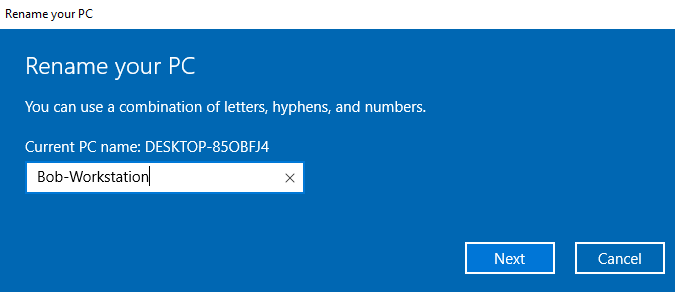 Rename your PC
Rename your PC
You can use a combination of letters, hyphens, and numbers.
Current PC name: DESKTOP-85OBFJ4
Bob-Workstation
Next Cancel